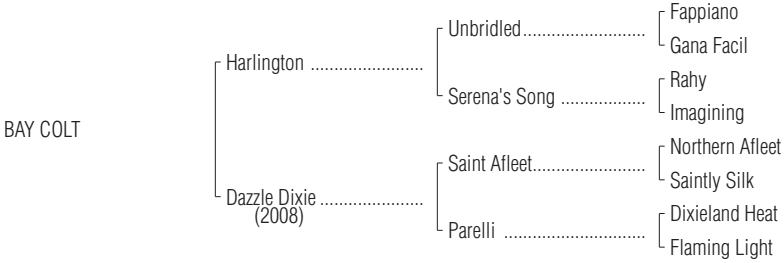 Fappiano
Unbridled..............................
Gana Facil
Harlington ............................
Rahy
Serena's Song .....................
Imagining
BAY COLT
Northern Afleet
Saint Afleet............................
Saintly Silk
Dazzle Dixie .........................
(2008)
Dixieland Heat
Parelli ...................................
Flaming Light